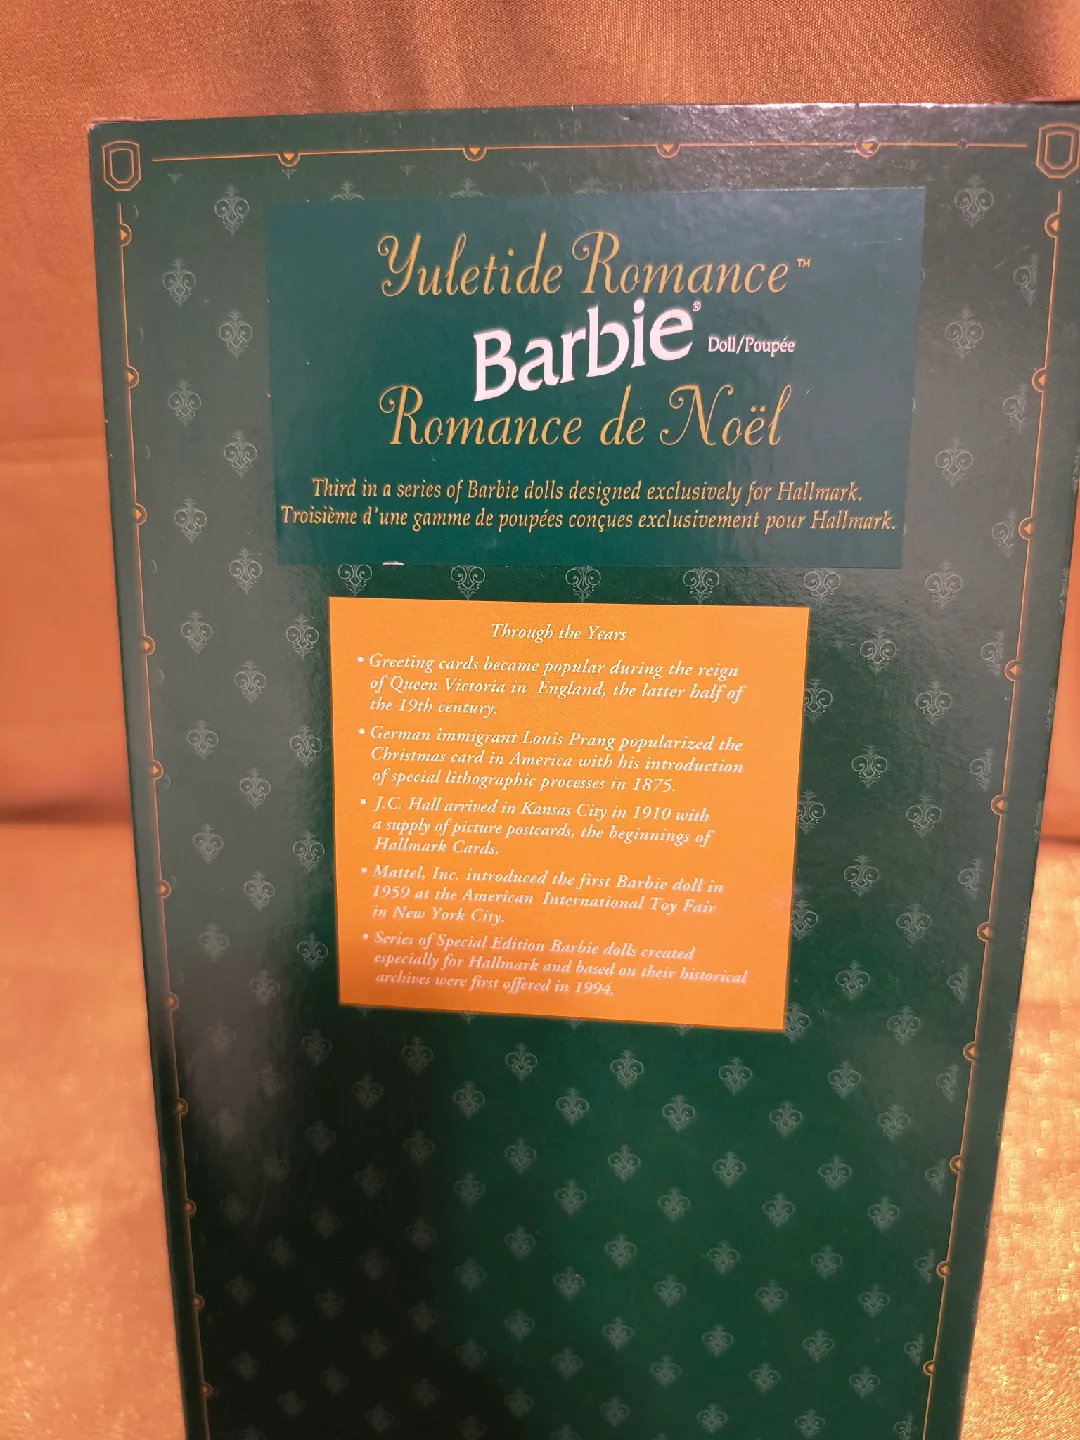 Yuletide Romance™
Barbie® Doll/Poupée
Romance de Noël
Third in a series of Barbie dolls designed exclusively for Hallmark.
Troisième d'une gamme de poupées conçues exclusivement pour Hallmark.
Through the Years
• Greeting cards became popular during the reign
of Queen Victoria in England, the latter half of
the 19th century.
• German immigrant Louis Prang popularized the
Christmas card in America with his introduction
of special lithographic processes in 1875.
• J.C. Hall arrived in Kansas City in 1910 with
a supply of picture postcards, the beginnings of
Hallmark Cards.
• Mattel, Inc. introduced the first Barbie doll in
1959 at the American International Toy Fair
in New York City.
• Series of Special Edition Barbie dolls created
especially for Hallmark and based on their historical
archives were first offered in 1994.